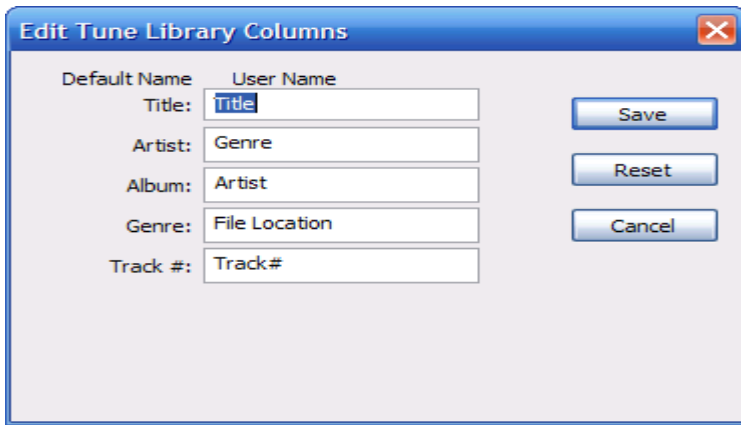 Edit Tune Library Columns
Default Name User Name
Title: Title
Save
Artist: Genre
Reset
Album: Artist
Genre: File Location
Cancel
Track #: Track#